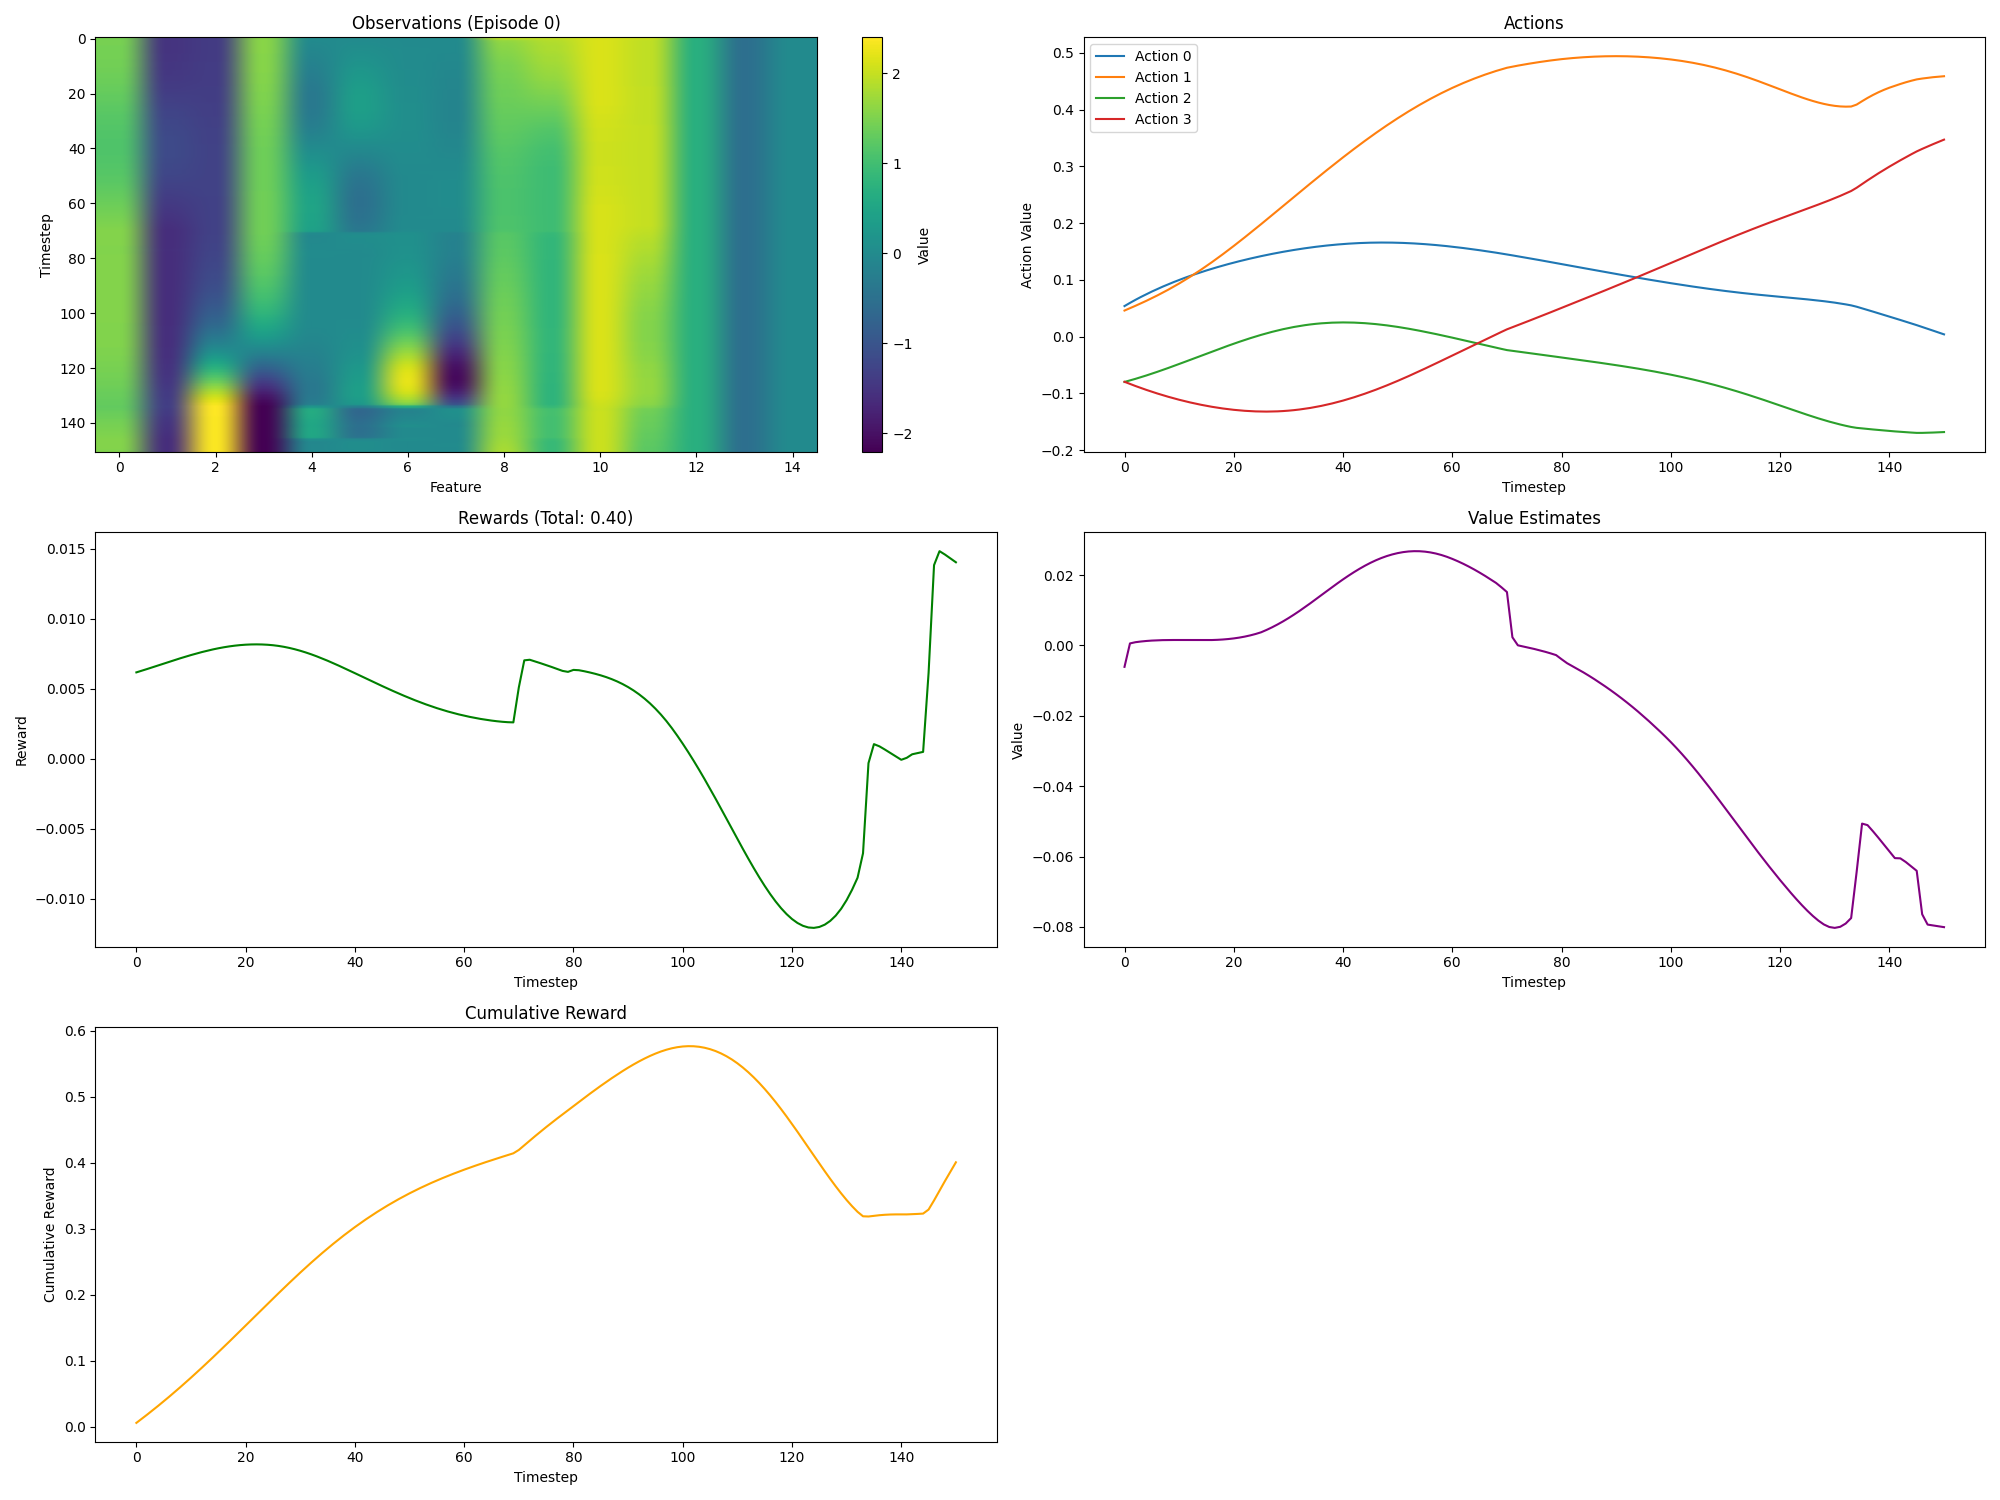 Observations (Episode 0)
0
20
40
60
80
100
120
140
Timestep
0 2 4 6 8 10 12 14
Feature
2
1
0
−1
−2
Value
Actions
Action 0
Action 1
Action 2
Action 3
0.5
0.4
0.3
0.2
0.1
0.0
−0.1
−0.2
Action Value
0 20 40 60 80 100 120 140
Timestep
Rewards (Total: 0.40)
0.015
0.010
0.005
0.000
−0.005
−0.010
Reward
0 20 40 60 80 100 120 140
Timestep
Value Estimates
0.02
0.00
−0.02
−0.04
−0.06
−0.08
Value
0 20 40 60 80 100 120 140
Timestep
Cumulative Reward
0.6
0.5
0.4
0.3
0.2
0.1
0.0
Cumulative Reward
0 20 40 60 80 100 120 140
Timestep